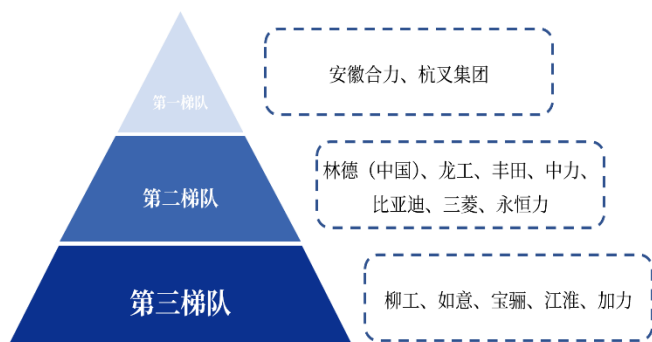 第一梯队
安徽合力、杭叉集团
第二梯队
林德（中国）、龙工、丰田、中力、
比亚迪、三菱、永恒力
第三梯队
柳工、如意、宝骊、江淮、加力